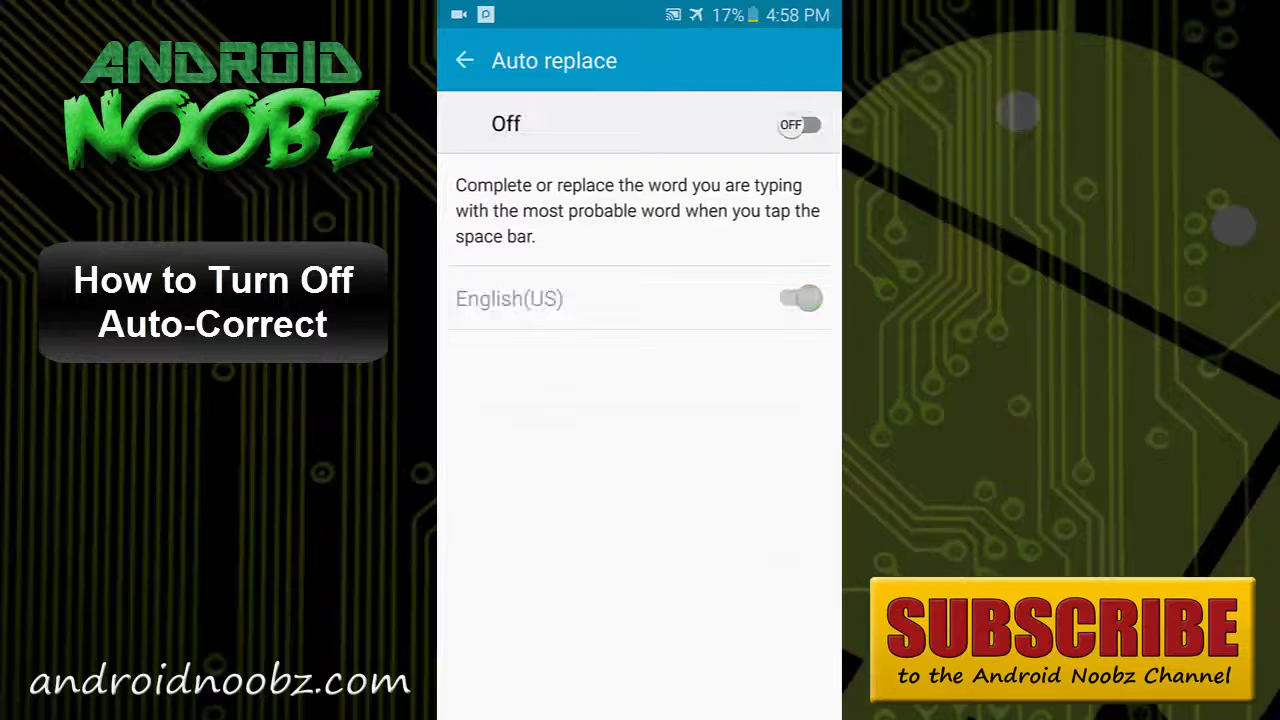 ANDROID
NOOBZ
How to Turn Off
Auto-Correct
androidnoobz.com
17% 4:58 PM
Auto replace
Off
OFF
Complete or replace the word you are typing
with the most probable word when you tap the
space bar.
English(US)
SUBSCRIBE
to the Android Noobz Channel